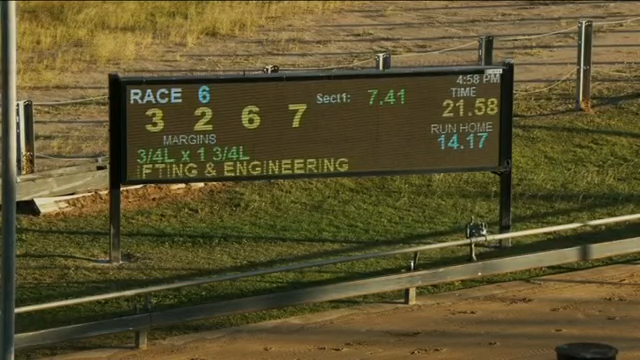 4:58 PM
RACE 6 Sect1: 7.41 TIME
3 2 6 7 21.58
MARGINS RUN HOME
3/4L x 1 3/4L 14.17
IFTING & ENGINEERING